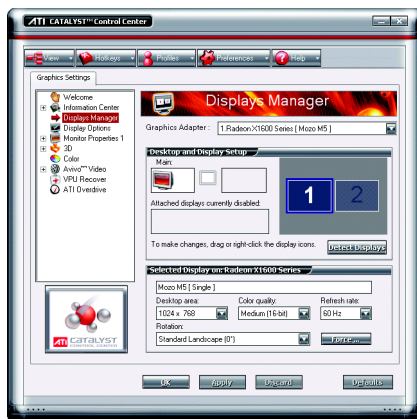 ATI CATALYST™ Control Center
View Hotkeys Profiles Preferences Help
Graphics Settings
Welcome
Information Center
Displays Manager
Display Options
Monitor Properties 1
3D
Color
Avivo™ Video
VPU Recover
ATI Overdrive
Displays Manager
Graphics Adapter :
1.Radeon X1600 Series [ Mozo M5 ]
Desktop and Display Setup
Main:
Attached displays currently disabled:
1 2
To make changes, drag or right-click the display icons.
Detect Displays
Selected Display on: Radeon X1600 Series
Mozo M5 [ Single ]
Desktop area: Color quality: Refresh rate:
1024 x 768 Medium (16-bit) 60 Hz
Rotation:
Standard Landscape (0°) Force ...
ATI CATALYST
CONTROL CENTER
OK Apply Discard Defaults